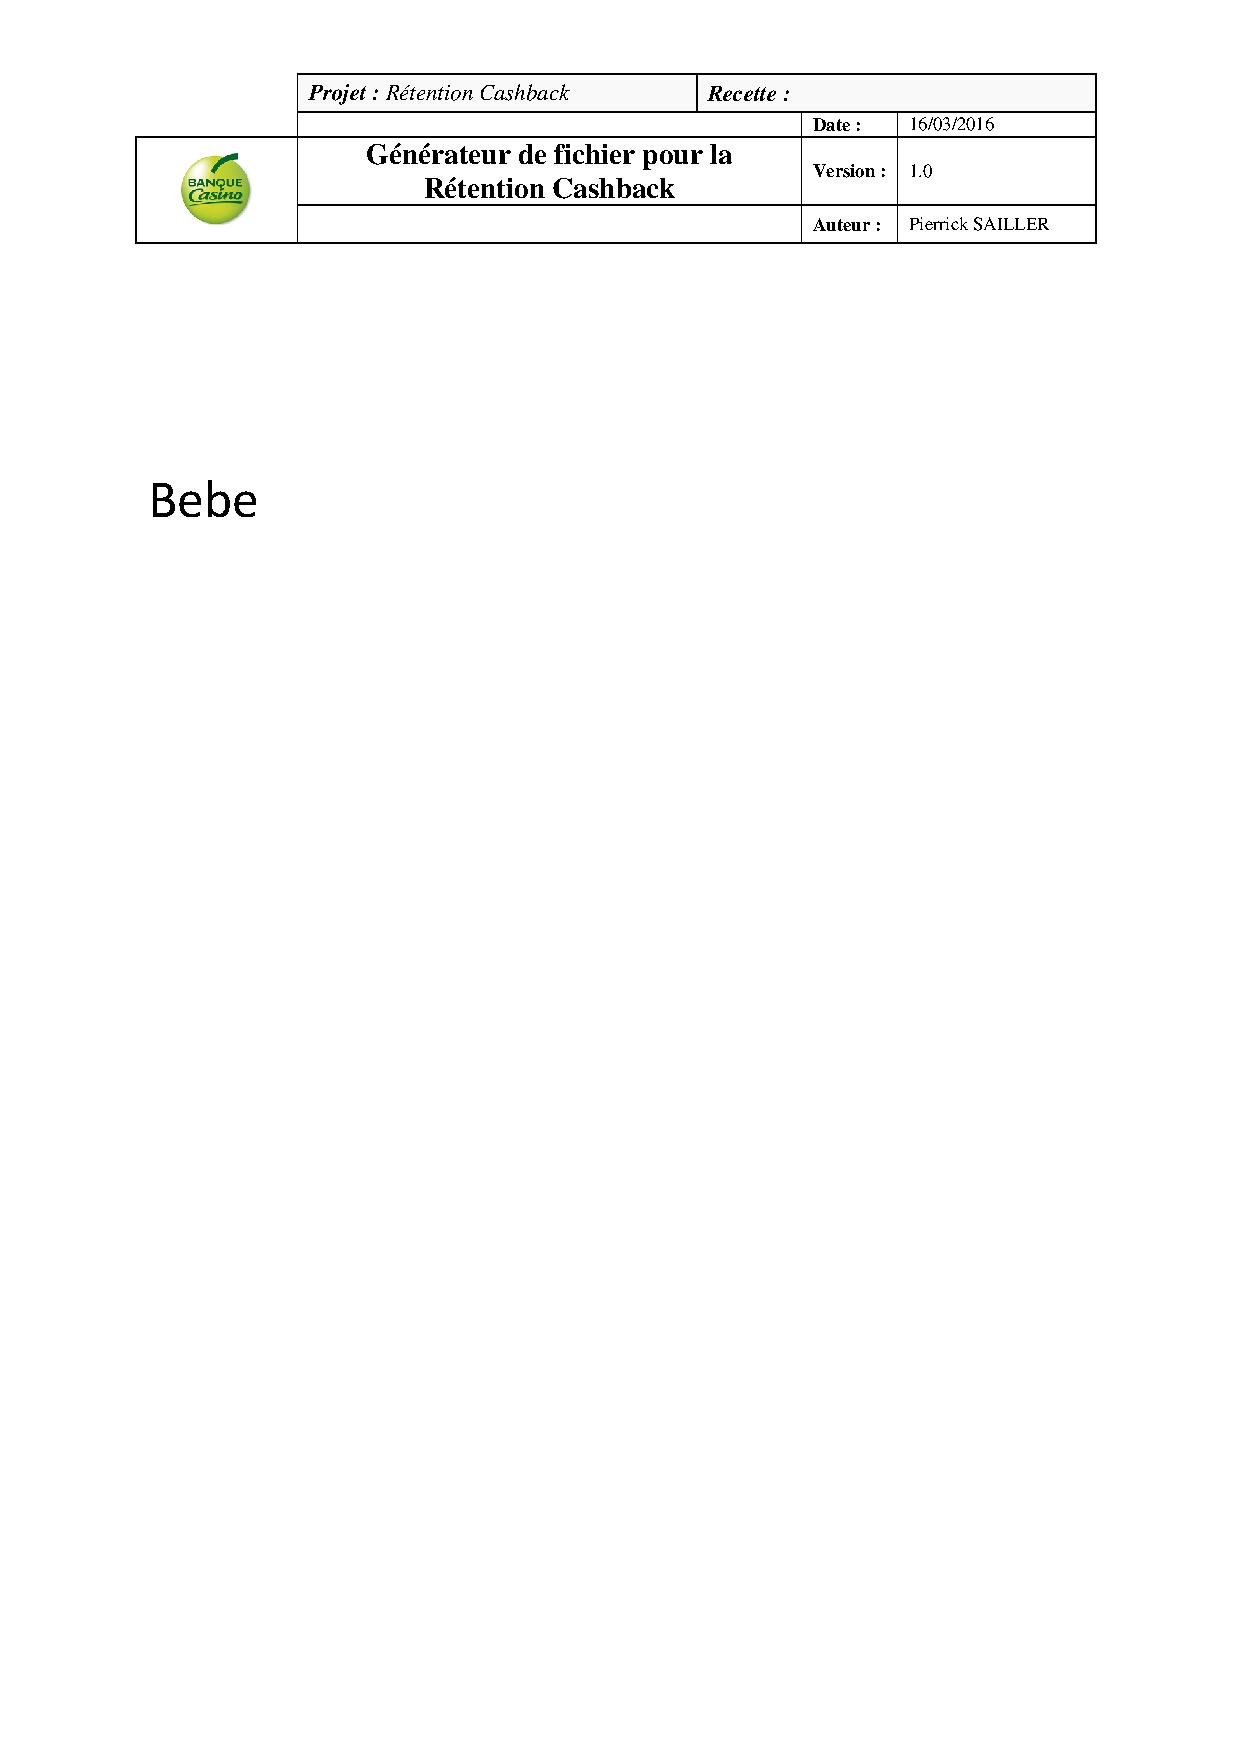 Projet : Rétention Cashback Recette :
Date : 16/03/2016
BANQUE
Casino
Générateur de fichier pour la
Rétention Cashback
Version : 1.0
Auteur : Pierrick SAILLER
Bebe